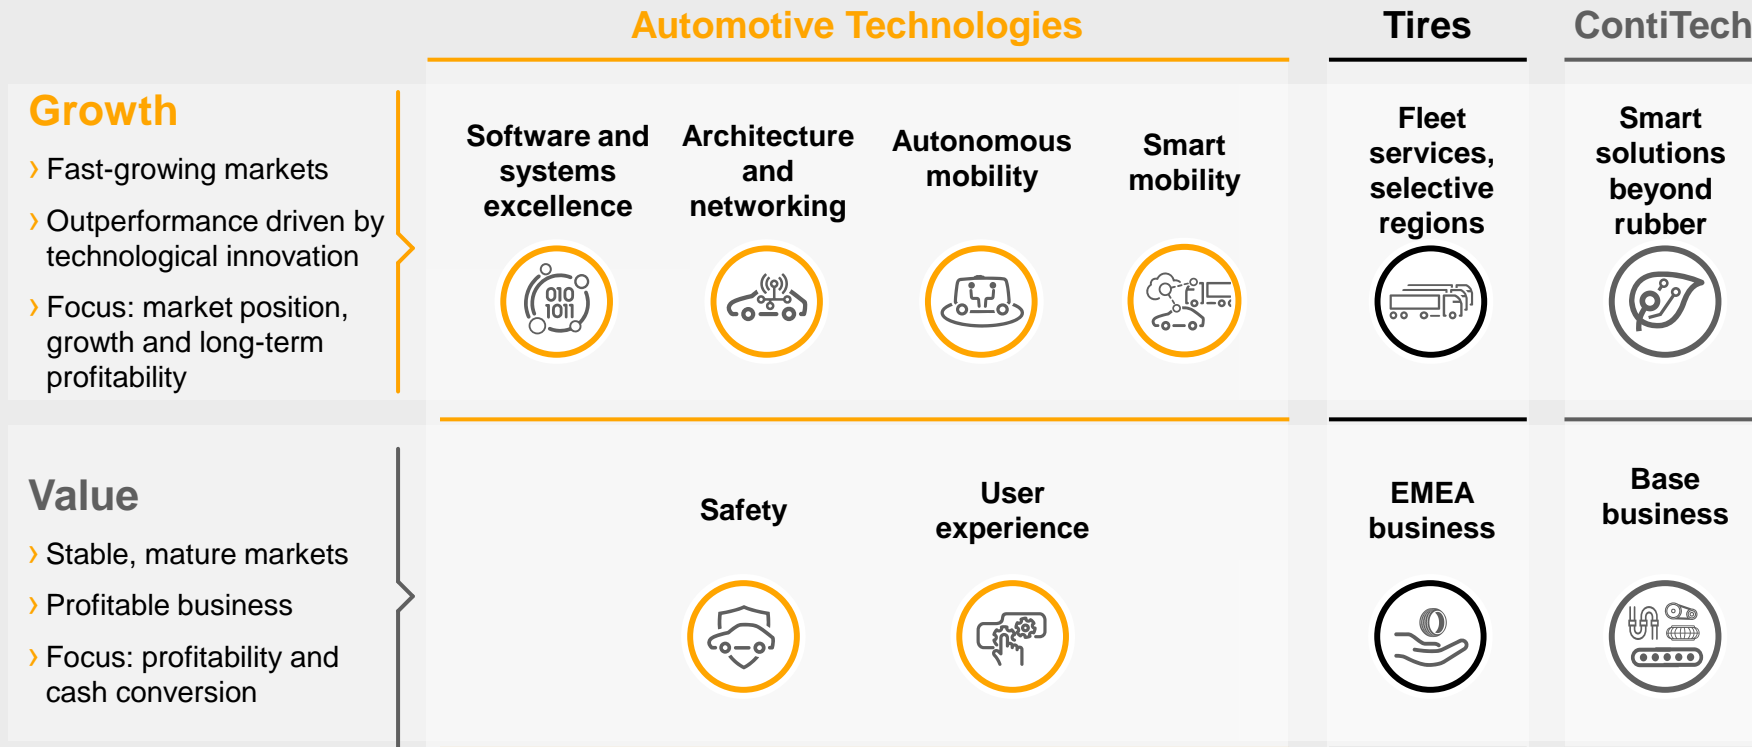 Automotive Technologies
Tires
ContiTech
Growth
› Fast-growing markets
› Outperformance driven by
technological innovation
› Focus: market position,
growth and long-term
profitability
Software and
systems
excellence
010
1011
Architecture
and
networking
Autonomous
mobility
Smart
mobility
Fleet
services,
selective
regions
Smart
solutions
beyond
rubber
Value
› Stable, mature markets
› Profitable business
› Focus: profitability and
cash conversion
Safety
User
experience
EMEA
business
Base
business